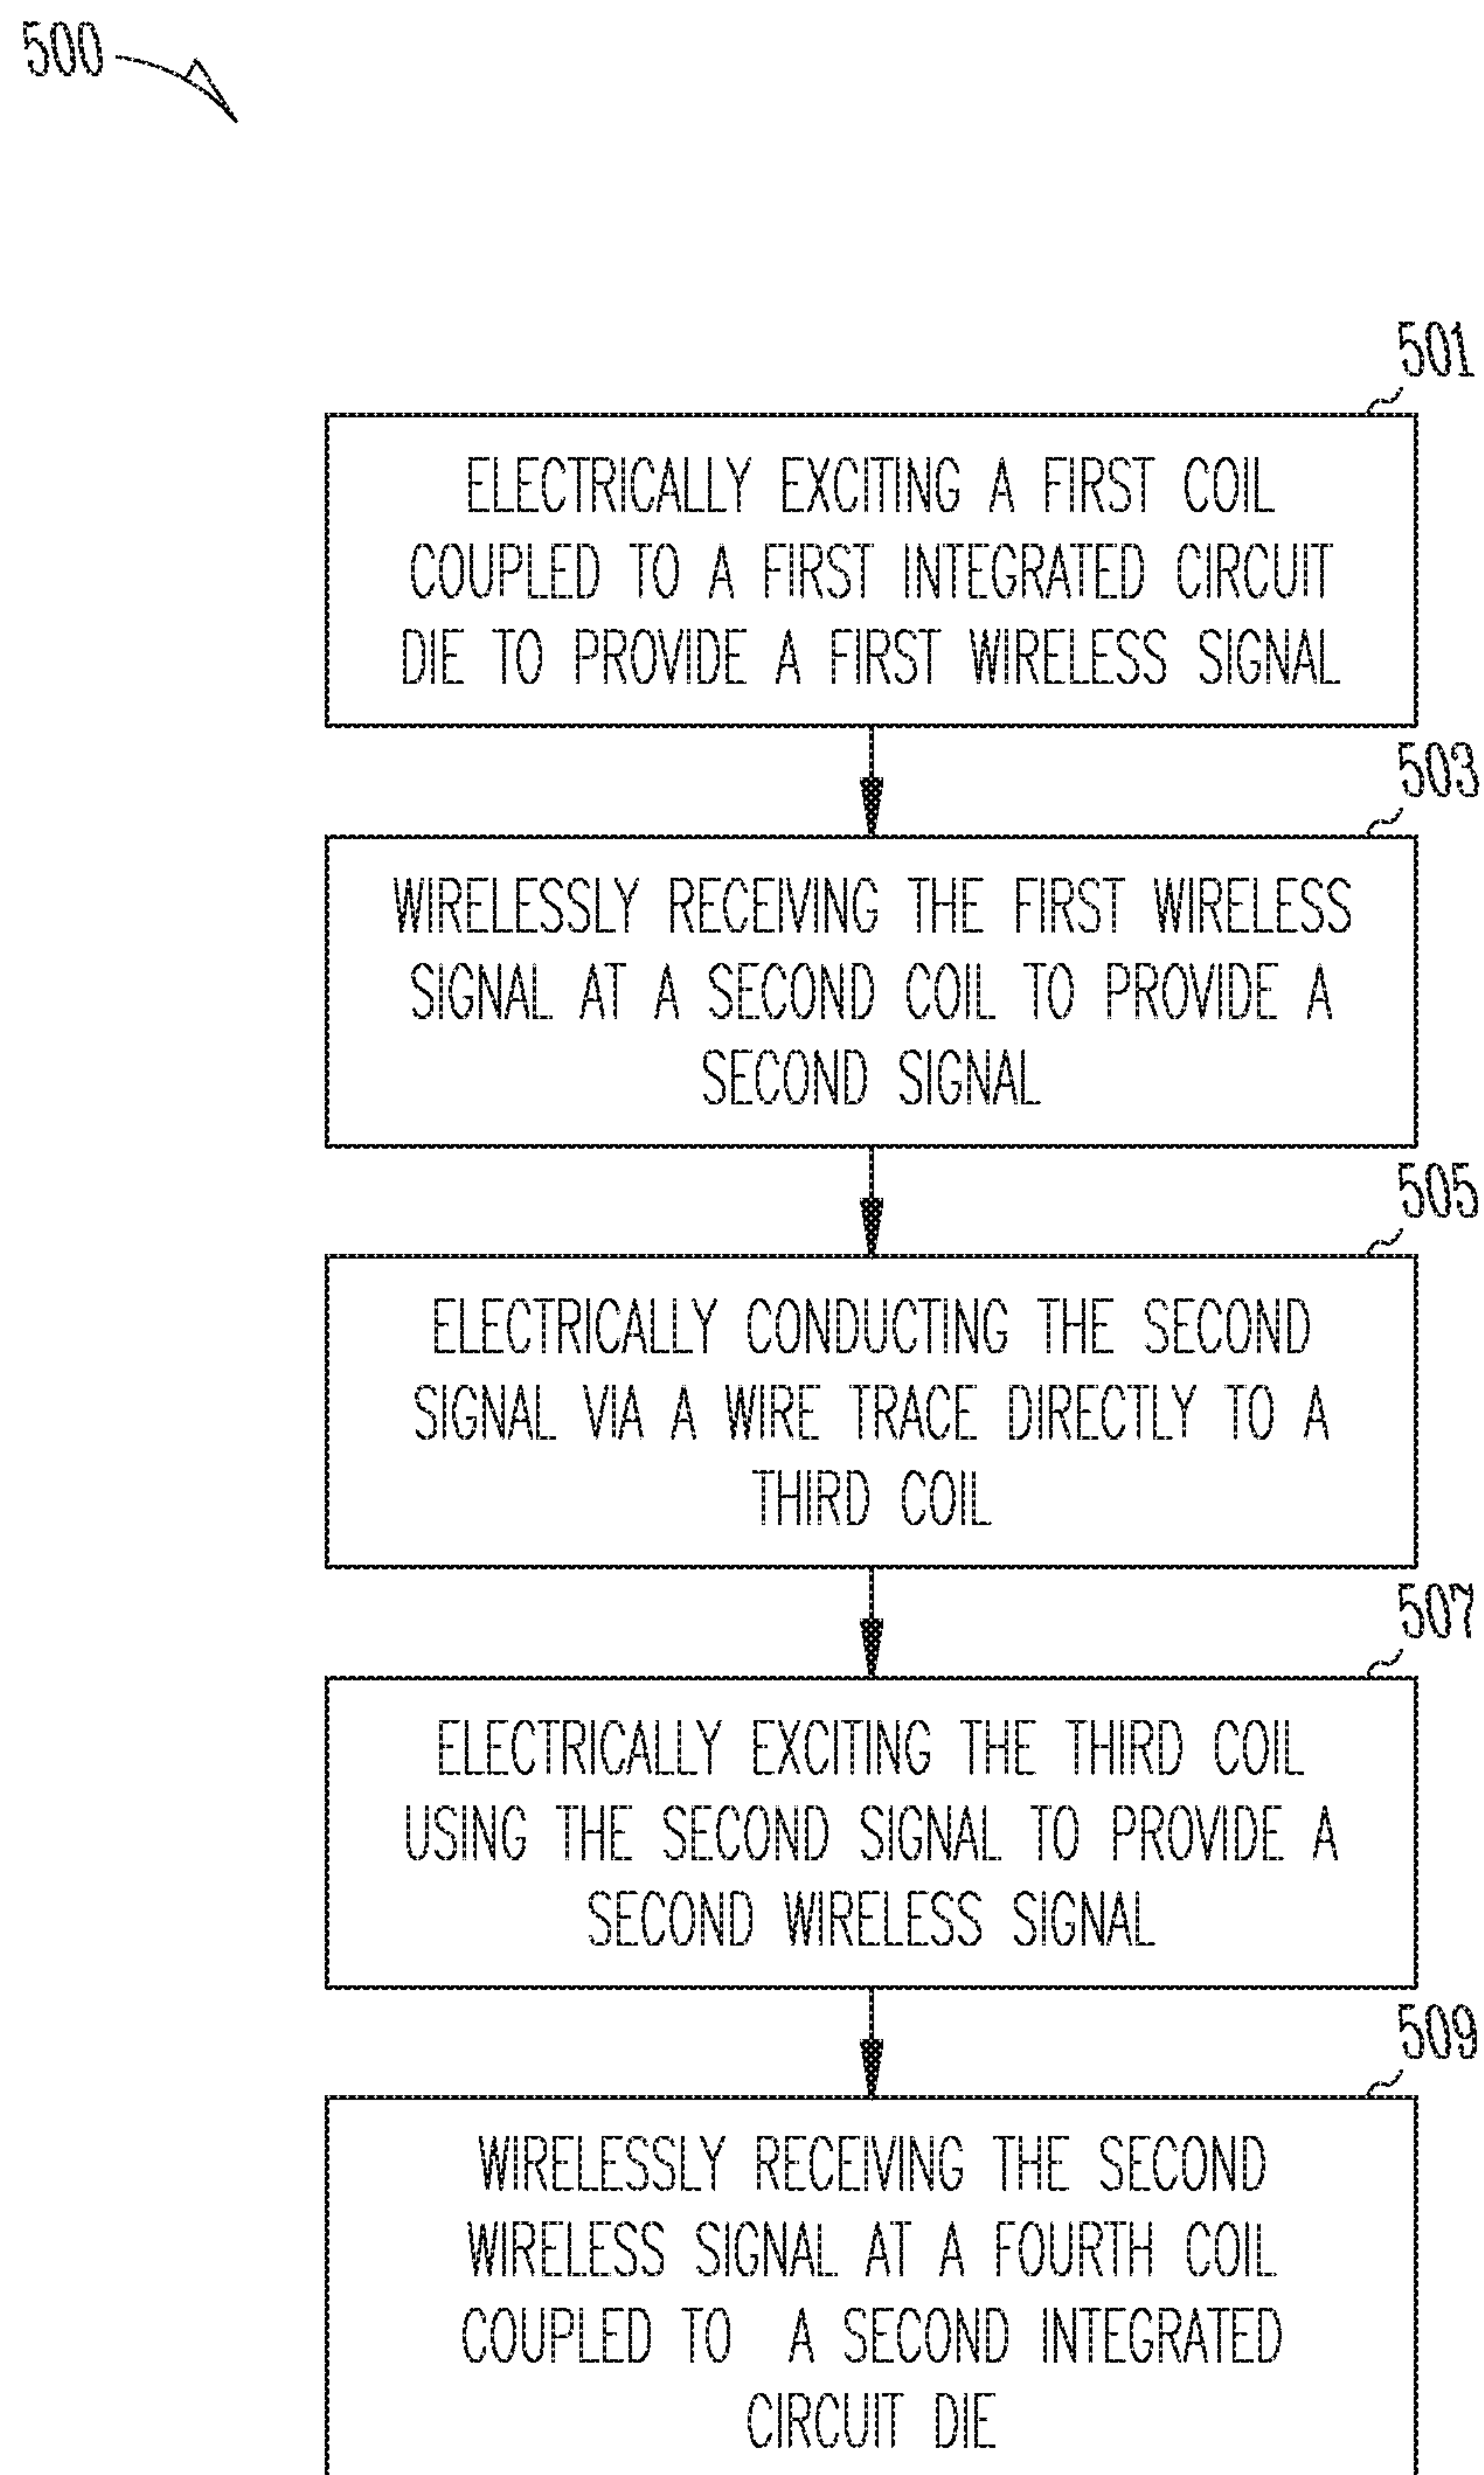 500
501
ELECTRICALLY EXCITING A FIRST COIL
COUPLED TO A FIRST INTEGRATED CIRCUIT
DIE TO PROVIDE A FIRST WIRELESS SIGNAL
503
WIRELESSLY RECEIVING THE FIRST WIRELESS
SIGNAL AT A SECOND COIL TO PROVIDE A
SECOND SIGNAL
505
ELECTRICALLY CONDUCTING THE SECOND
SIGNAL VIA A WIRE TRACE DIRECTLY TO A
THIRD COIL
507
ELECTRICALLY EXCITING THE THIRD COIL
USING THE SECOND SIGNAL TO PROVIDE A
SECOND WIRELESS SIGNAL
509
WIRELESSLY RECEIVING THE SECOND
WIRELESS SIGNAL AT A FOURTH COIL
COUPLED TO A SECOND INTEGRATED
CIRCUIT DIE